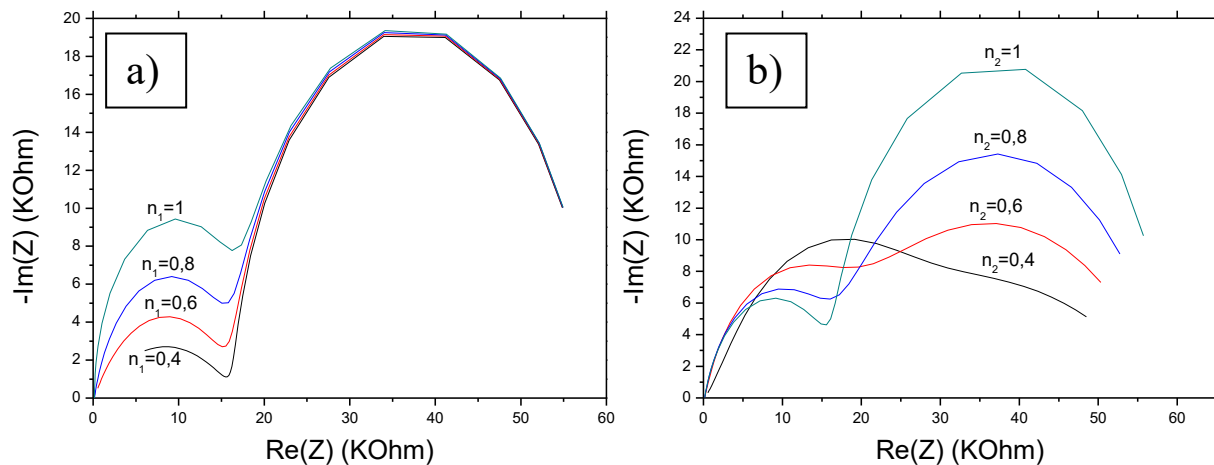 a)
20
18
16
14
12
10
8
6
4
2
0
-Im(Z) (KOhm)
n1=1
n1=0,8
n1=0,6
n1=0,4
0 10 20 30 40 50 60
Re(Z) (KOhm)
b)
24
22
20
18
16
14
12
10
8
6
4
2
0
-Im(Z) (KOhm)
n2=1
n2=0,8
n2=0,6
n2=0,4
0 10 20 30 40 50 60
Re(Z) (KOhm)